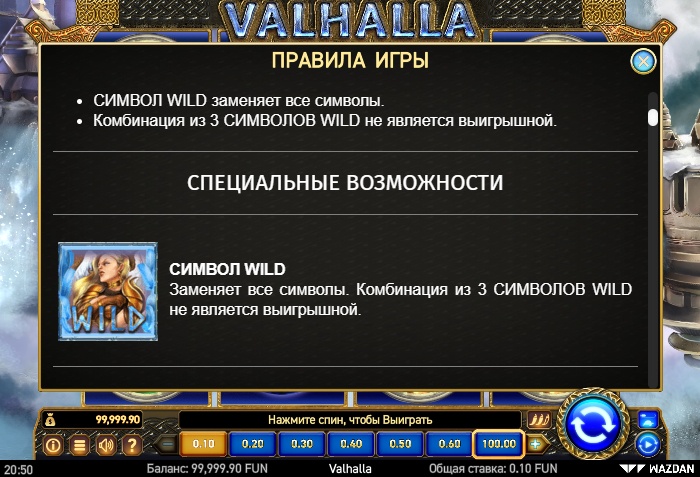 VALHALLA
ПРАВИЛА ИГРЫ
• СИМВОЛ WILD заменяет все символы.
• Комбинация из 3 СИМВОЛОВ WILD не является выигрышной.
СПЕЦИАЛЬНЫЕ ВОЗМОЖНОСТИ
WILD
СИМВОЛ WILD
Заменяет все символы. Комбинация из 3 СИМВОЛОВ WILD
не является выигрышной.
99,999.90 Нажмите спин, чтобы Выиграть
0.10 0.20 0.30 0.40 0.50 0.60 100.00
20:50 Баланс: 99,999.90 FUN Valhalla Общая ставка: 0.10 FUN WAZDAN